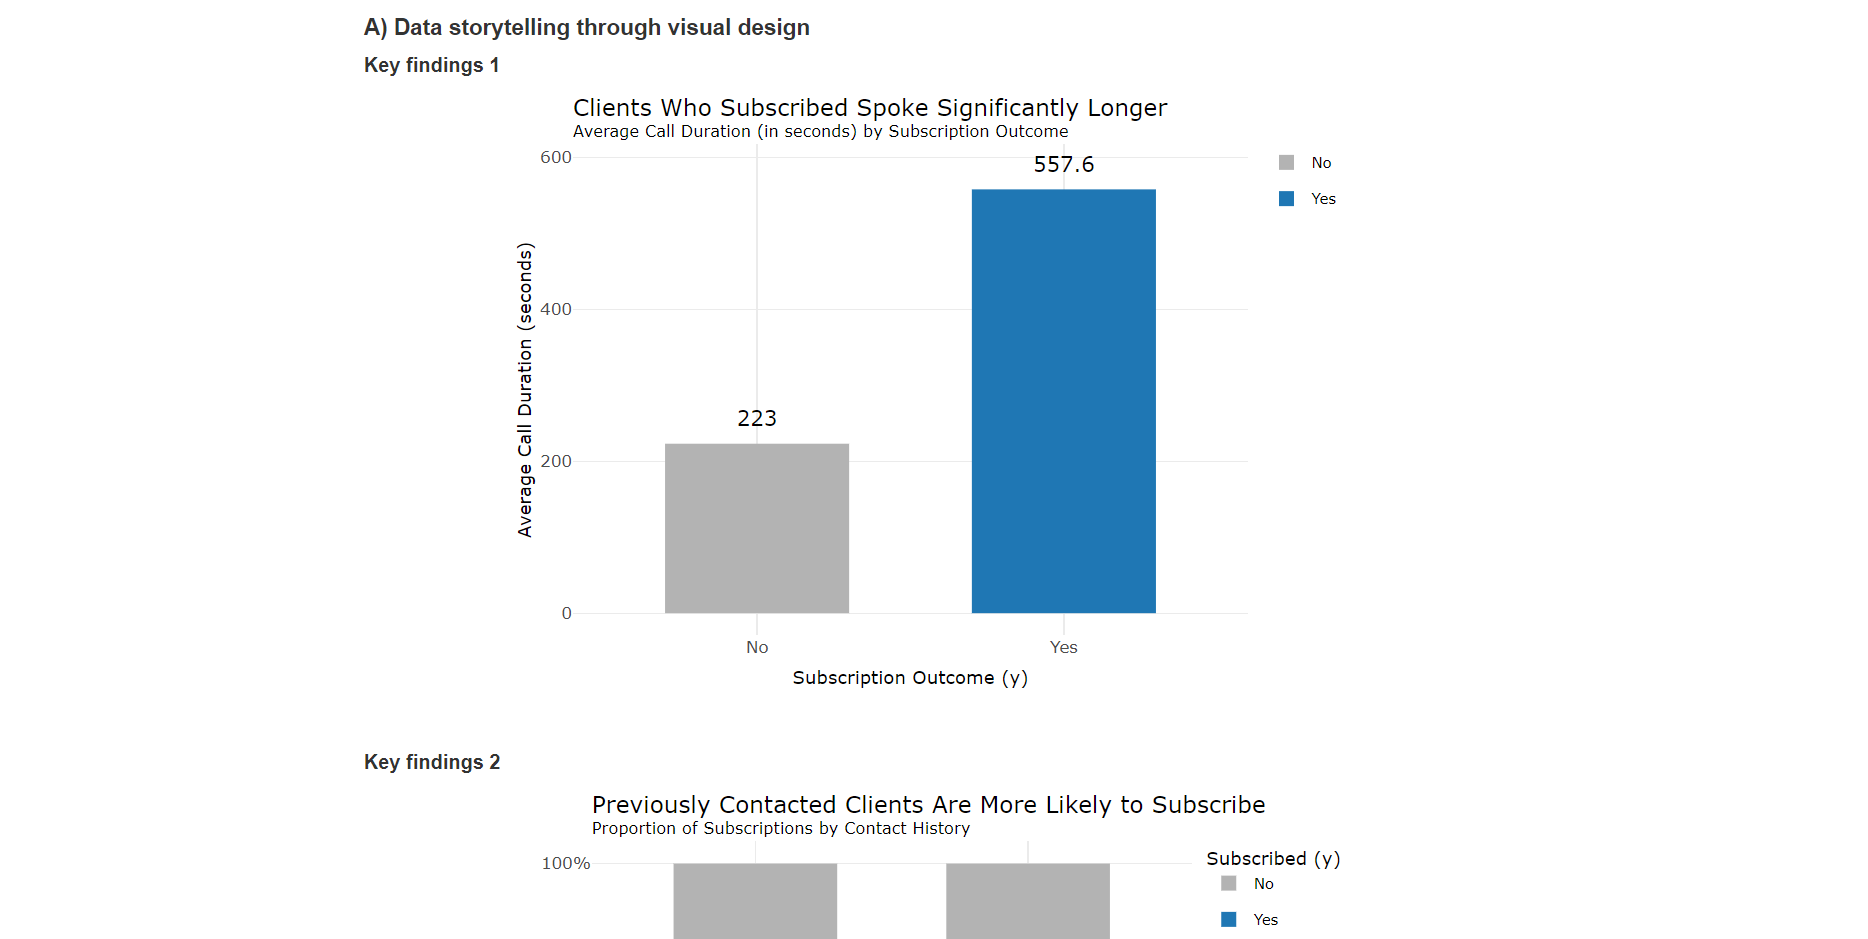 A) Data storytelling through visual design
Key findings 1
Clients Who Subscribed Spoke Significantly Longer
Average Call Duration (in seconds) by Subscription Outcome
600
557.6
No
Yes
Average Call Duration (seconds)
400
223
200
0
No
Yes
Subscription Outcome (y)
Key findings 2
Previously Contacted Clients Are More Likely to Subscribe
Proportion of Subscriptions by Contact History
100%
Subscribed (y)
No
Yes